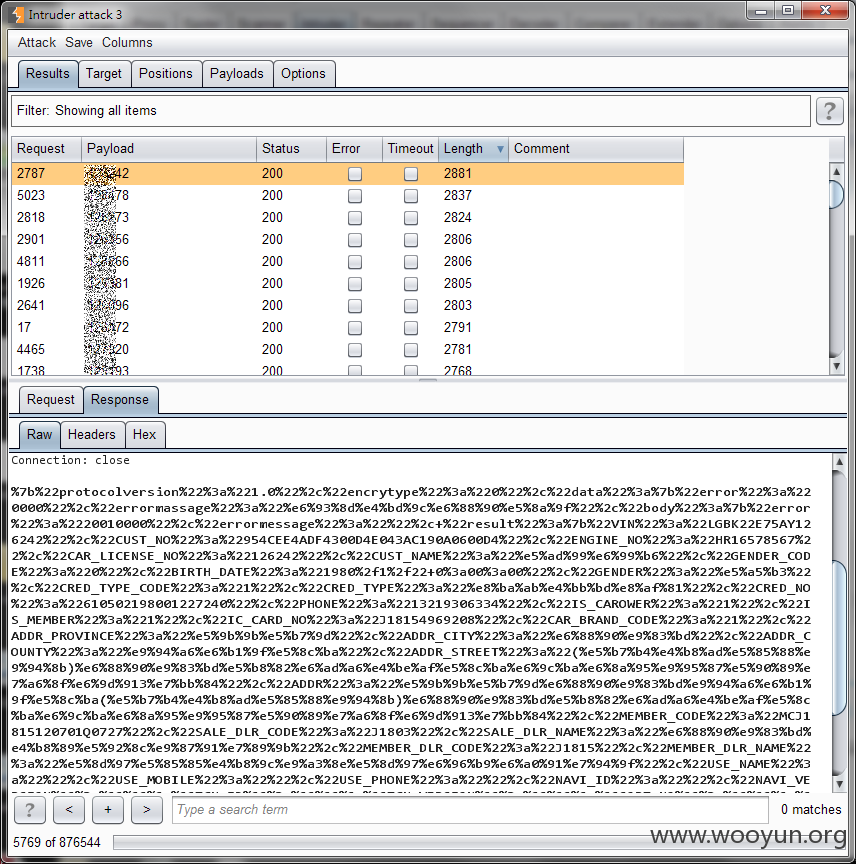 Intruder attack 3
Attack Save Columns
Results Target Positions Payloads Options
Filter: Showing all items
?
Request Payload Status Error Timeout Length Comment
2787 42 200 2881
5023 78 200 2837
2818 73 200 2824
2901 56 200 2806
4811 66 200 2806
1926 81 200 2805
2641 96 200 2803
17 72 200 2791
4465 20 200 2781
1738 93 200 2768
Request Response
Raw Headers Hex
Connection: close
%7b%22protocolversion%22%3a%221.0%22%2c%22encrytype%22%3a%220%22%2c%22data%22%3a%7b%22error%22%3a%22
0000%22%2c%22errormassage%22%3a%22%e6%93%8d%e4%bd%9c%e6%88%90%e5%8a%9f%22%2c%22body%22%3a%7b%22error
%22%3a%2220010000%22%2c%22errormessage%22%3a%22%22%2c+%22result%22%3a%7b%22VIN%22%3a%22LGBK22E75AY12
6242%22%2c%22CUST_NO%22%3a%22954CEE4ADF4300D4E043AC190A0600D4%22%2c%22ENGINE_NO%22%3a%22HR16578567%2
2%2c%22CAR_LICENSE_NO%22%3a%22126242%22%2c%22CUST_NAME%22%3a%22%e5%ad%99%e6%99%b6%22%2c%22GENDER_COD
E%22%3a%220%22%2c%22BIRTH_DATE%22%3a%221980%2f1%2f22+0%3a00%3a00%22%2c%22GENDER%22%3a%22%e5%a5%b3%22
%2c%22CRED_TYPE_CODE%22%3a%221%22%2c%22CRED_TYPE%22%3a%22%e8%ba%ab%e4%bb%bd%e8%af%81%22%2c%22CRED_NO
%22%3a%22610502198001227240%22%2c%22PHONE%22%3a%2213219306334%22%2c%22IS_CAROWER%22%3a%221%22%2c%22I
S_MEMBER%22%3a%221%22%2c%22IC_CARD_NO%22%3a%22J18154969208%22%2c%22CAR_BRAND_CODE%22%3a%221%22%2c%22
ADDR_PROVINCE%22%3a%22%e5%9b%9b%e5%b7%9d%22%2c%22ADDR_CITY%22%3a%22%e6%88%90%e9%83%bd%22%2c%22ADDR_C
OUNTY%22%3a%22%e9%94%a6%e6%b1%9f%e5%8c%ba%22%2c%22ADDR_STREET%22%3a%22(%e5%b7%b4%e4%b8%ad%e5%85%88%e
9%94%8b)%e6%88%90%e9%83%bd%e5%b8%82%e6%ad%a6%e4%be%af%e5%8c%ba%e6%9c%ba%e6%8a%95%e9%95%87%e5%90%89%e
7%a6%8f%e6%9d%913%e7%bb%84%22%2c%22ADDR%22%3a%22%e5%9b%9b%e5%b7%9d%e6%88%90%e9%83%bd%e9%94%a6%e6%b1%
9f%e5%8c%ba(%e5%b7%b4%e4%b8%ad%e5%85%88%e9%94%8b)%e6%88%90%e9%83%bd%e5%b8%82%e6%ad%a6%e4%be%af%e5%8c
%ba%e6%9c%ba%e6%8a%95%e9%95%87%e5%90%89%e7%a6%8f%e6%9d%913%e7%bb%84%22%2c%22MEMBER_CODE%22%3a%22MCJ1
815120701Q0727%22%2c%22SALE_DLR_CODE%22%3a%22J1803%22%2c%22SALE_DLR_NAME%22%3a%22%e6%88%90%e9%83%bd%
e4%b8%89%e5%92%8c%e9%87%91%e7%89%9b%22%2c%22MEMBER_DLR_CODE%22%3a%22J1815%22%2c%22MEMBER_DLR_NAME%22
%3a%22%e5%8d%97%e5%85%85%e4%b8%9c%e9%a3%8e%e5%8d%97%e6%96%b9%e6%a0%91%e7%94%9f%22%2c%22USE_NAME%22%3
a%22%22%2c%22USE_MOBILE%22%3a%22%22%2c%22USE_PHONE%22%3a%22%22%2c%22NAVI_ID%22%3a%22%22%2c%22NAVI_VE
? < + > Type a search term 0 matches
5769 of 876544
www.wooyun.org